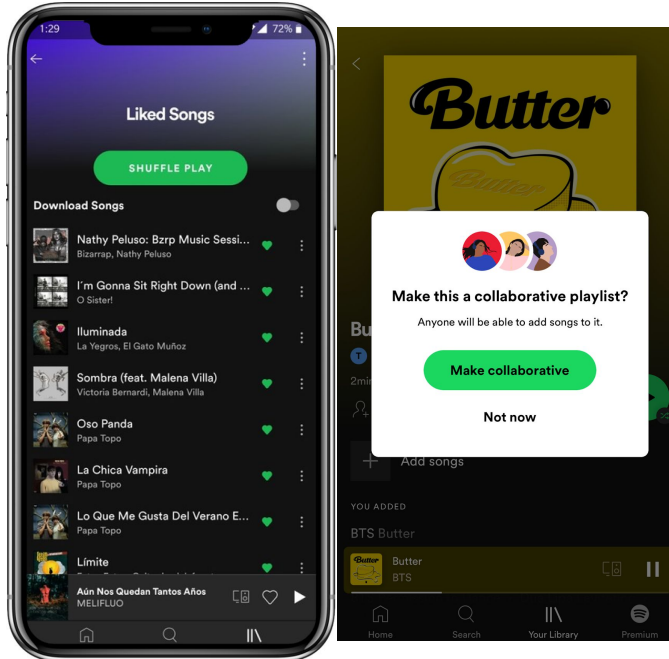 1:29
72%
Liked Songs
SHUFFLE PLAY
Download Songs
Nathy Peluso: Bzrp Music Sessi...
Bizarrap, Nathy Peluso
I'm Gonna Sit Right Down (and ...
O Sister!
Iluminada
La Yegros, El Gato Muñoz
Sombra (feat. Malena Villa)
Victoria Bernardi, Malena Villa
Oso Panda
Papa Topo
La Chica Vampira
Papa Topo
Lo Que Me Gusta Del Verano E...
Papa Topo
Límite
Aún Nos Quedan Tantos Años
MELIFLUO
Butter
Butter
Make this a collaborative playlist?
Anyone will be able to add songs to it.
Make collaborative
Not now
Bu
T
2mi
Add songs
YOU ADDED
BTS Butter
Butter
Butter
BTS
Home
Search
Your Library
Premium